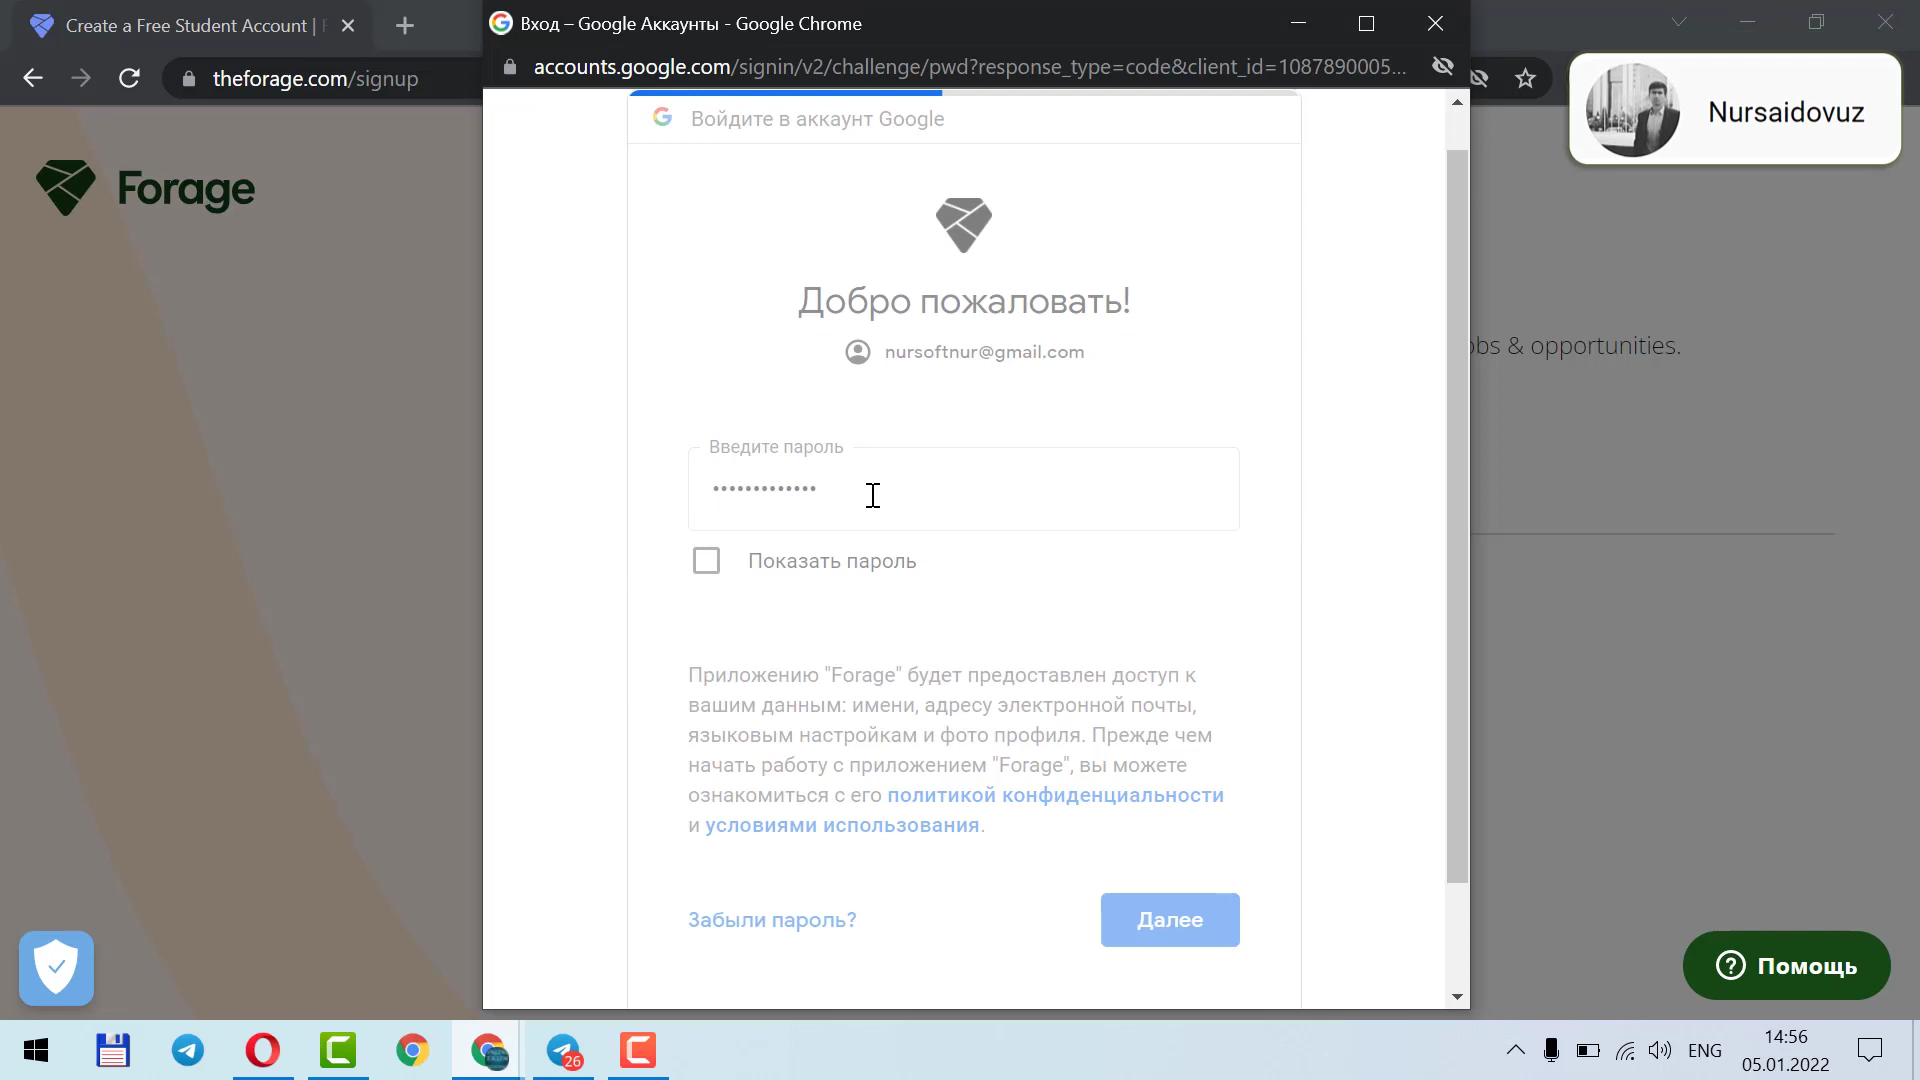 Create a Free Student Account |
Вход – Google Аккаунты - Google Chrome
theforage.com/signup
accounts.google.com/signin/v2/challenge/pwd?response_type=code&client_id=1087890005...
Nursaidovuz
Войдите в аккаунт Google
Forage
Добро пожаловать!
nursoftnur@gmail.com
obs & opportunities.
Введите пароль
•••••••••••••
Показать пароль
Приложению "Forage" будет предоставлен доступ к
вашим данным: имени, адресу электронной почты,
языковым настройкам и фото профиля. Прежде чем
начать работу с приложением "Forage", вы можете
ознакомиться с его политикой конфиденциальности
и условиями использования.
Забыли пароль?
Далее
Помощь
26
ENG
14:56
05.01.2022